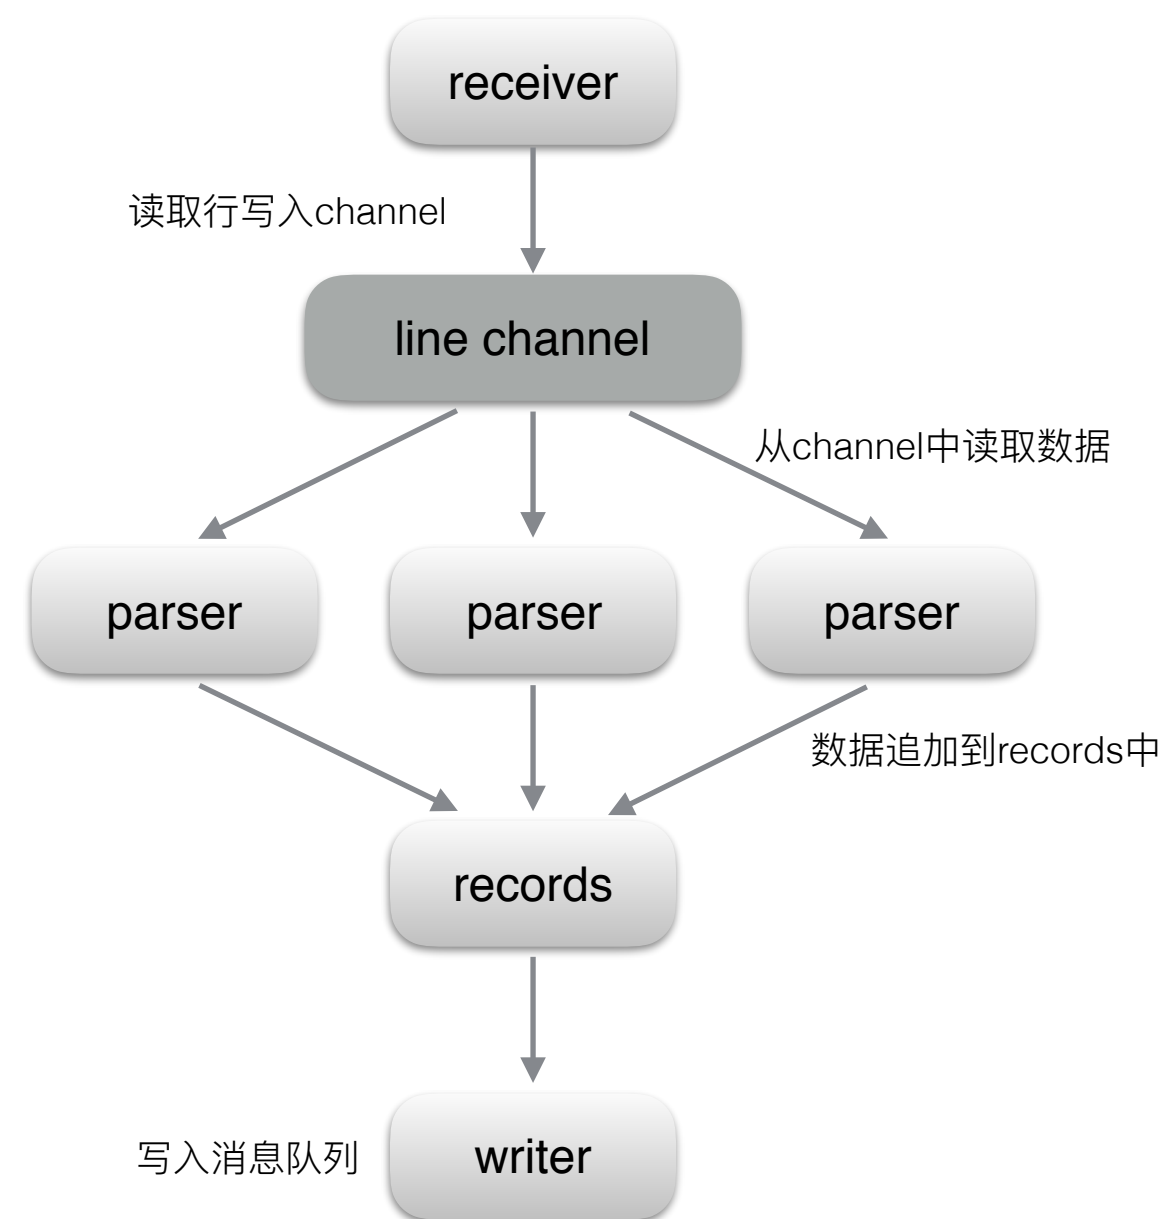 receiver
读取行写入channel
line channel
从channel中读取数据
parser
parser
parser
数据追加到records中
records
写入消息队列
writer